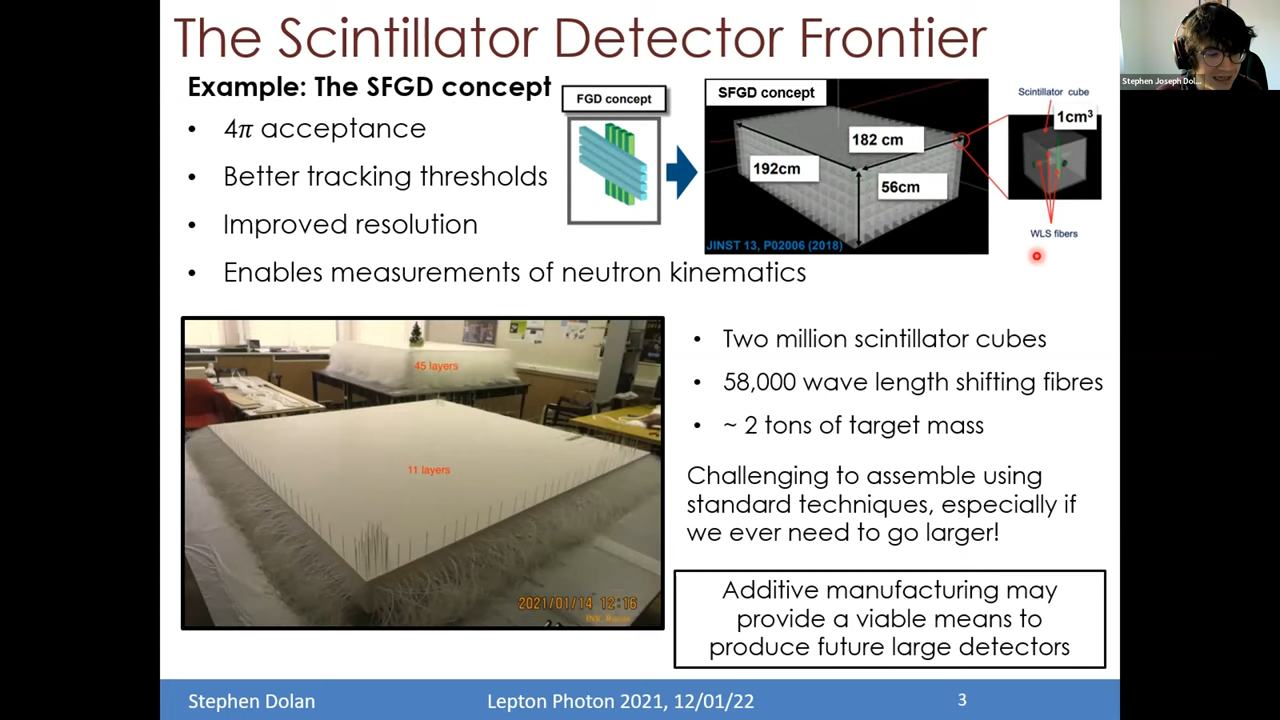 The Scintillator Detector Frontier
Stephen Joseph Dol...
Example: The SFGD concept
• 4π acceptance
• Better tracking thresholds
• Improved resolution
• Enables measurements of neutron kinematics
FGD concept
SFGD concept
182 cm
192cm
56cm
JINST 13, P02006 (2018)
Scintillator cube
1cm³
WLS fibers
45 layers
11 layers
2021/01/14 12:16
• Two million scintillator cubes
• 58,000 wave length shifting fibres
• ~ 2 tons of target mass
Challenging to assemble using
standard techniques, especially if
we ever need to go larger!
Additive manufacturing may
provide a viable means to
produce future large detectors
Stephen Dolan
Lepton Photon 2021, 12/01/22
3